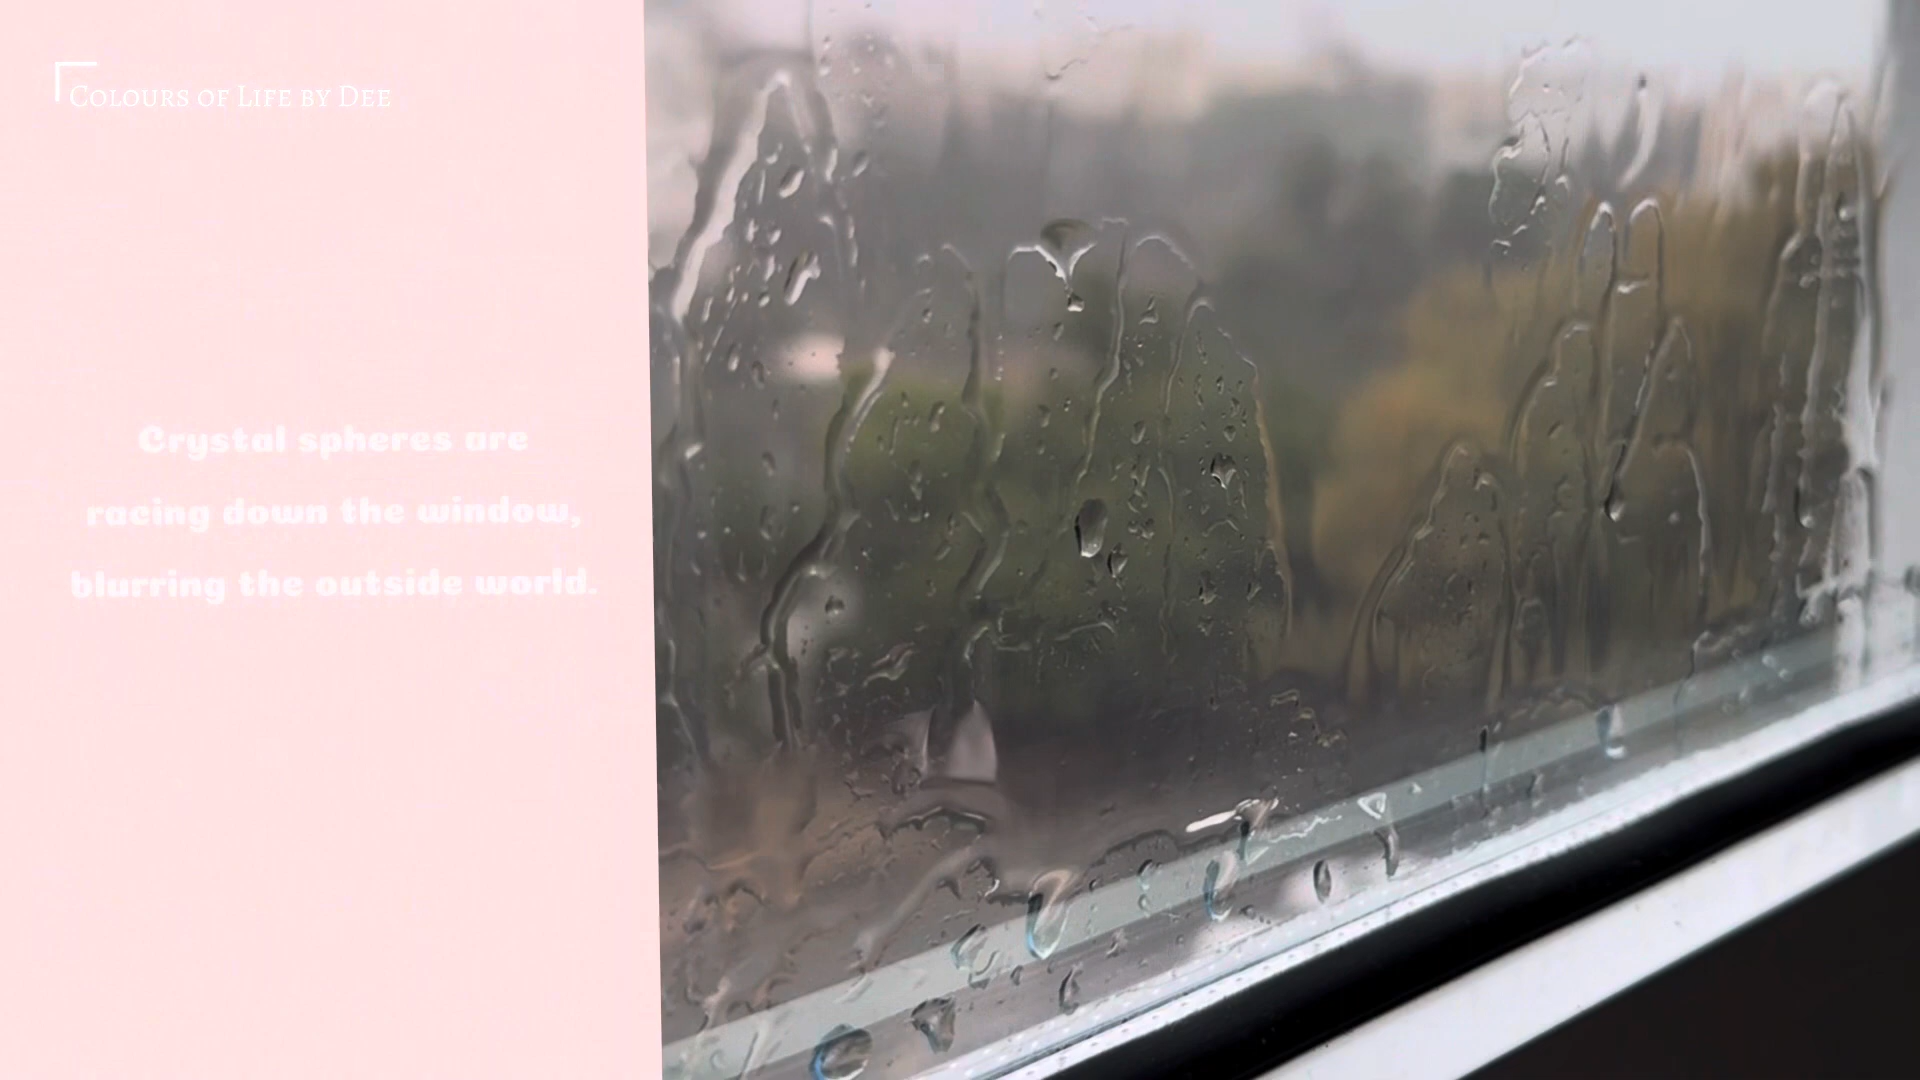 Colours of Life by Dee
Crystal spheres are
racing down the window,
blurring the outside world.